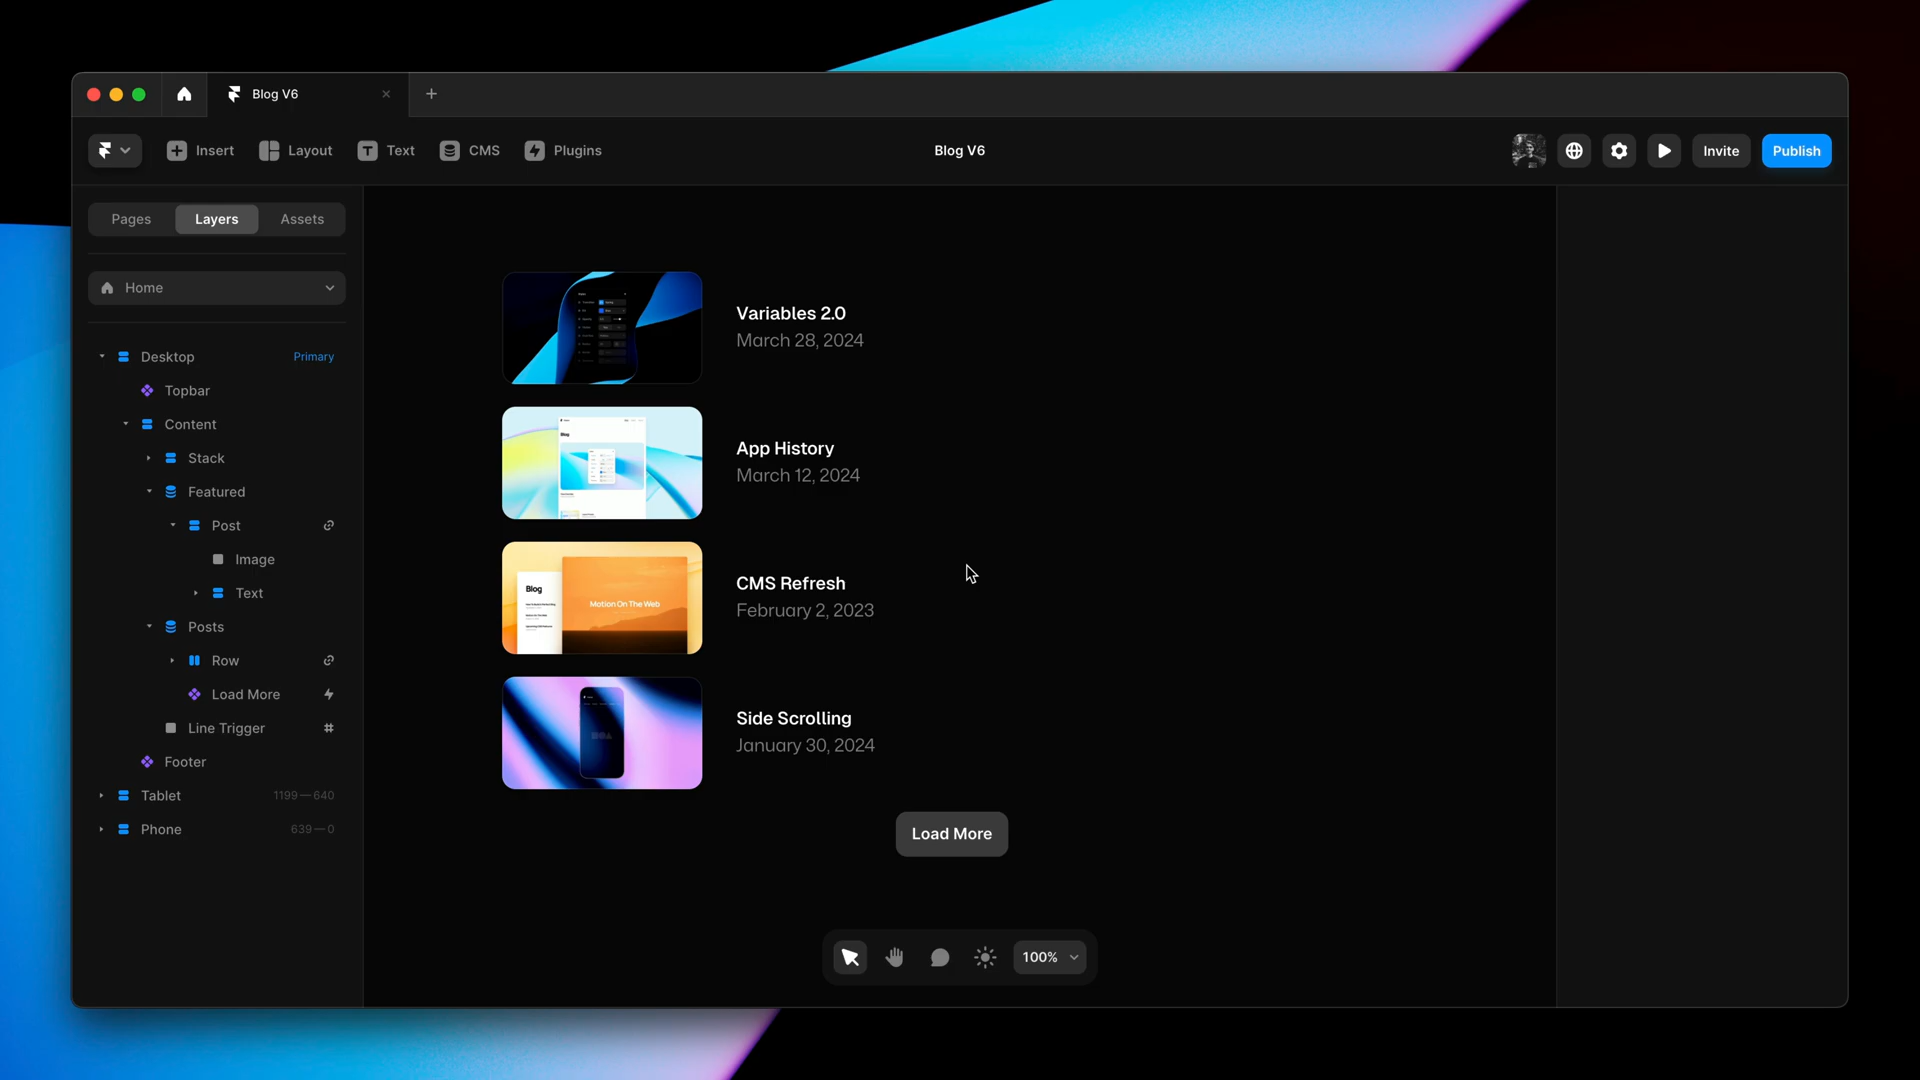 Blog V6
Insert Layout Text CMS Plugins
Blog V6
Invite Publish
Pages Layers Assets
Home
Desktop Primary
Topbar
Content
Stack
Featured
Post
Image
Text
Posts
Row
Load More
Line Trigger
Footer
Tablet 1199—640
Phone 639—0
Variables 2.0
March 28, 2024
Blog
App History
March 12, 2024
Blog
Motion On The Web
CMS Refresh
February 2, 2023
Side Scrolling
January 30, 2024
Load More
100%